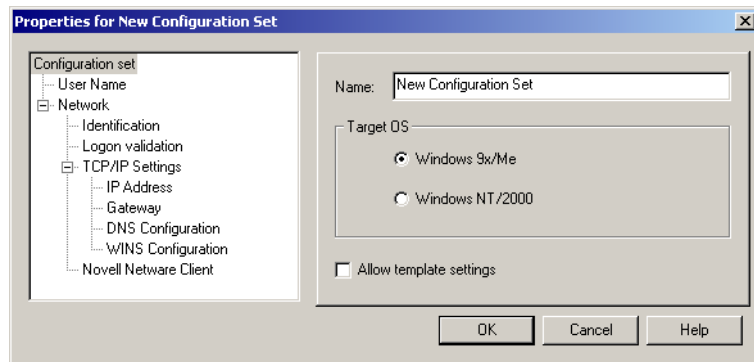 Properties for New Configuration Set
Configuration set
User Name
Network
Identification
Logon validation
TCP/IP Settings
IP Address
Gateway
DNS Configuration
WINS Configuration
Novell Netware Client
Name: New Configuration Set
Target OS
Windows 9x/Me
Windows NT/2000
Allow template settings
OK Cancel Help